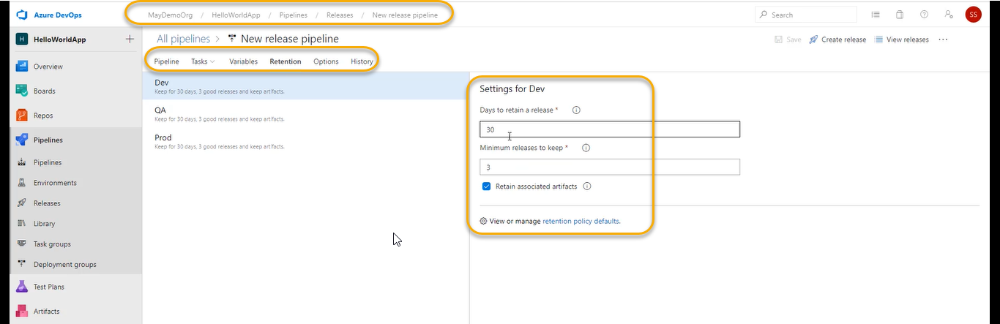 Azure DevOps
MayDemoOrg / HelloWorldApp / Pipelines / Releases / New release pipeline
Search
SS
H HelloWorldApp +
All pipelines > New release pipeline
Save Create release View releases ...
Pipeline Tasks Variables Retention Options History
Overview
Boards
Repos
Pipelines
Pipelines
Environments
Releases
Library
Task groups
Deployment groups
Test Plans
Artifacts
Dev
Keep for 30 days, 3 good releases and keep artifacts.
QA
Keep for 30 days, 3 good releases and keep artifacts.
Prod
Keep for 30 days, 3 good releases and keep artifacts.
Settings for Dev
Days to retain a release *
30
Minimum releases to keep *
3
Retain associated artifacts
View or manage retention policy defaults.